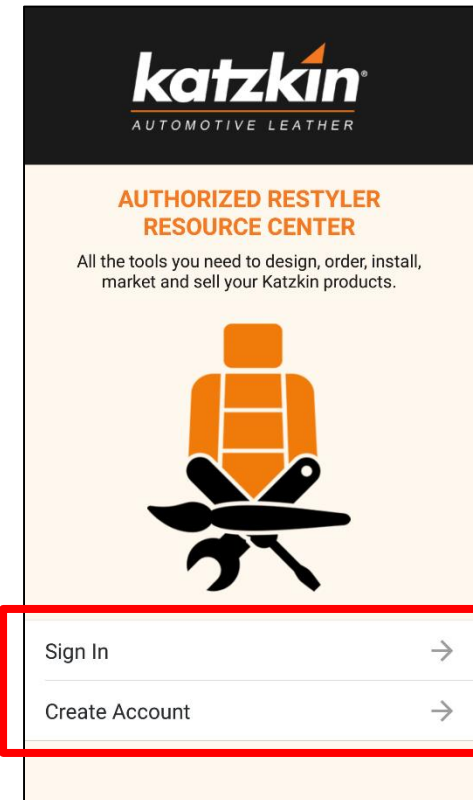 katzkin®
AUTOMOTIVE LEATHER
AUTHORIZED RESTYLER
RESOURCE CENTER
All the tools you need to design, order, install,
market and sell your Katzkin products.
Sign In
Create Account